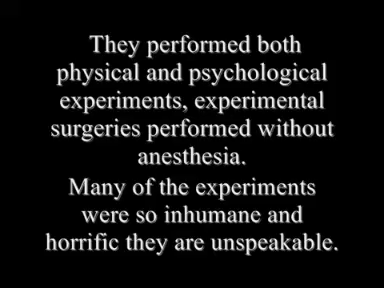 They performed both
physical and psychological
experiments, experimental
surgeries performed without
anesthesia.
Many of the experiments
were so inhumane and
horrific they are unspeakable.